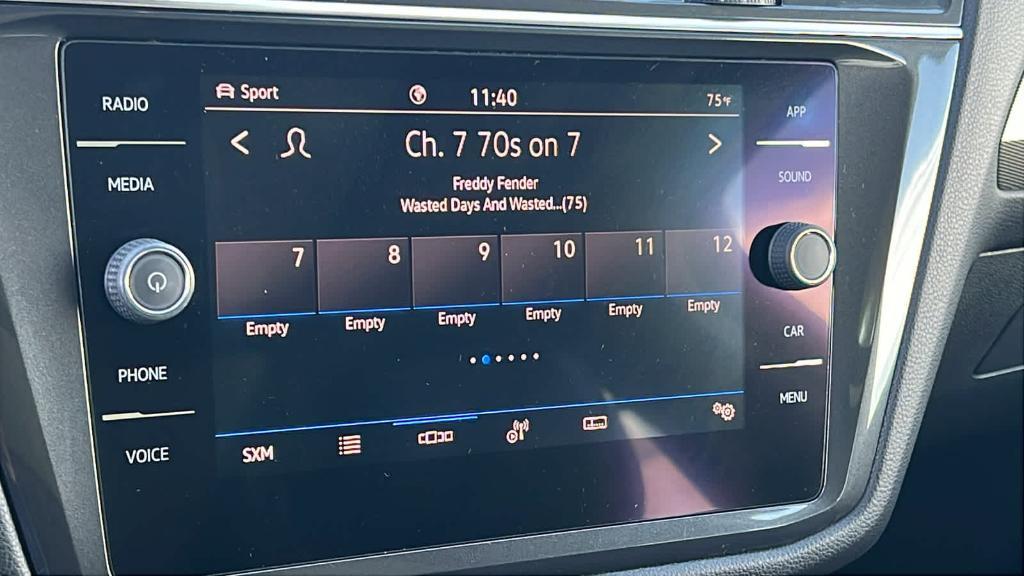 RADIO
MEDIA
PHONE
VOICE
Sport 11:40 75°F
Ch. 7 70s on 7
Freddy Fender
Wasted Days And Wasted...(75)
7 8 9 10 11 12
Empty Empty Empty Empty Empty Empty
SXM
APP
SOUND
CAR
MENU